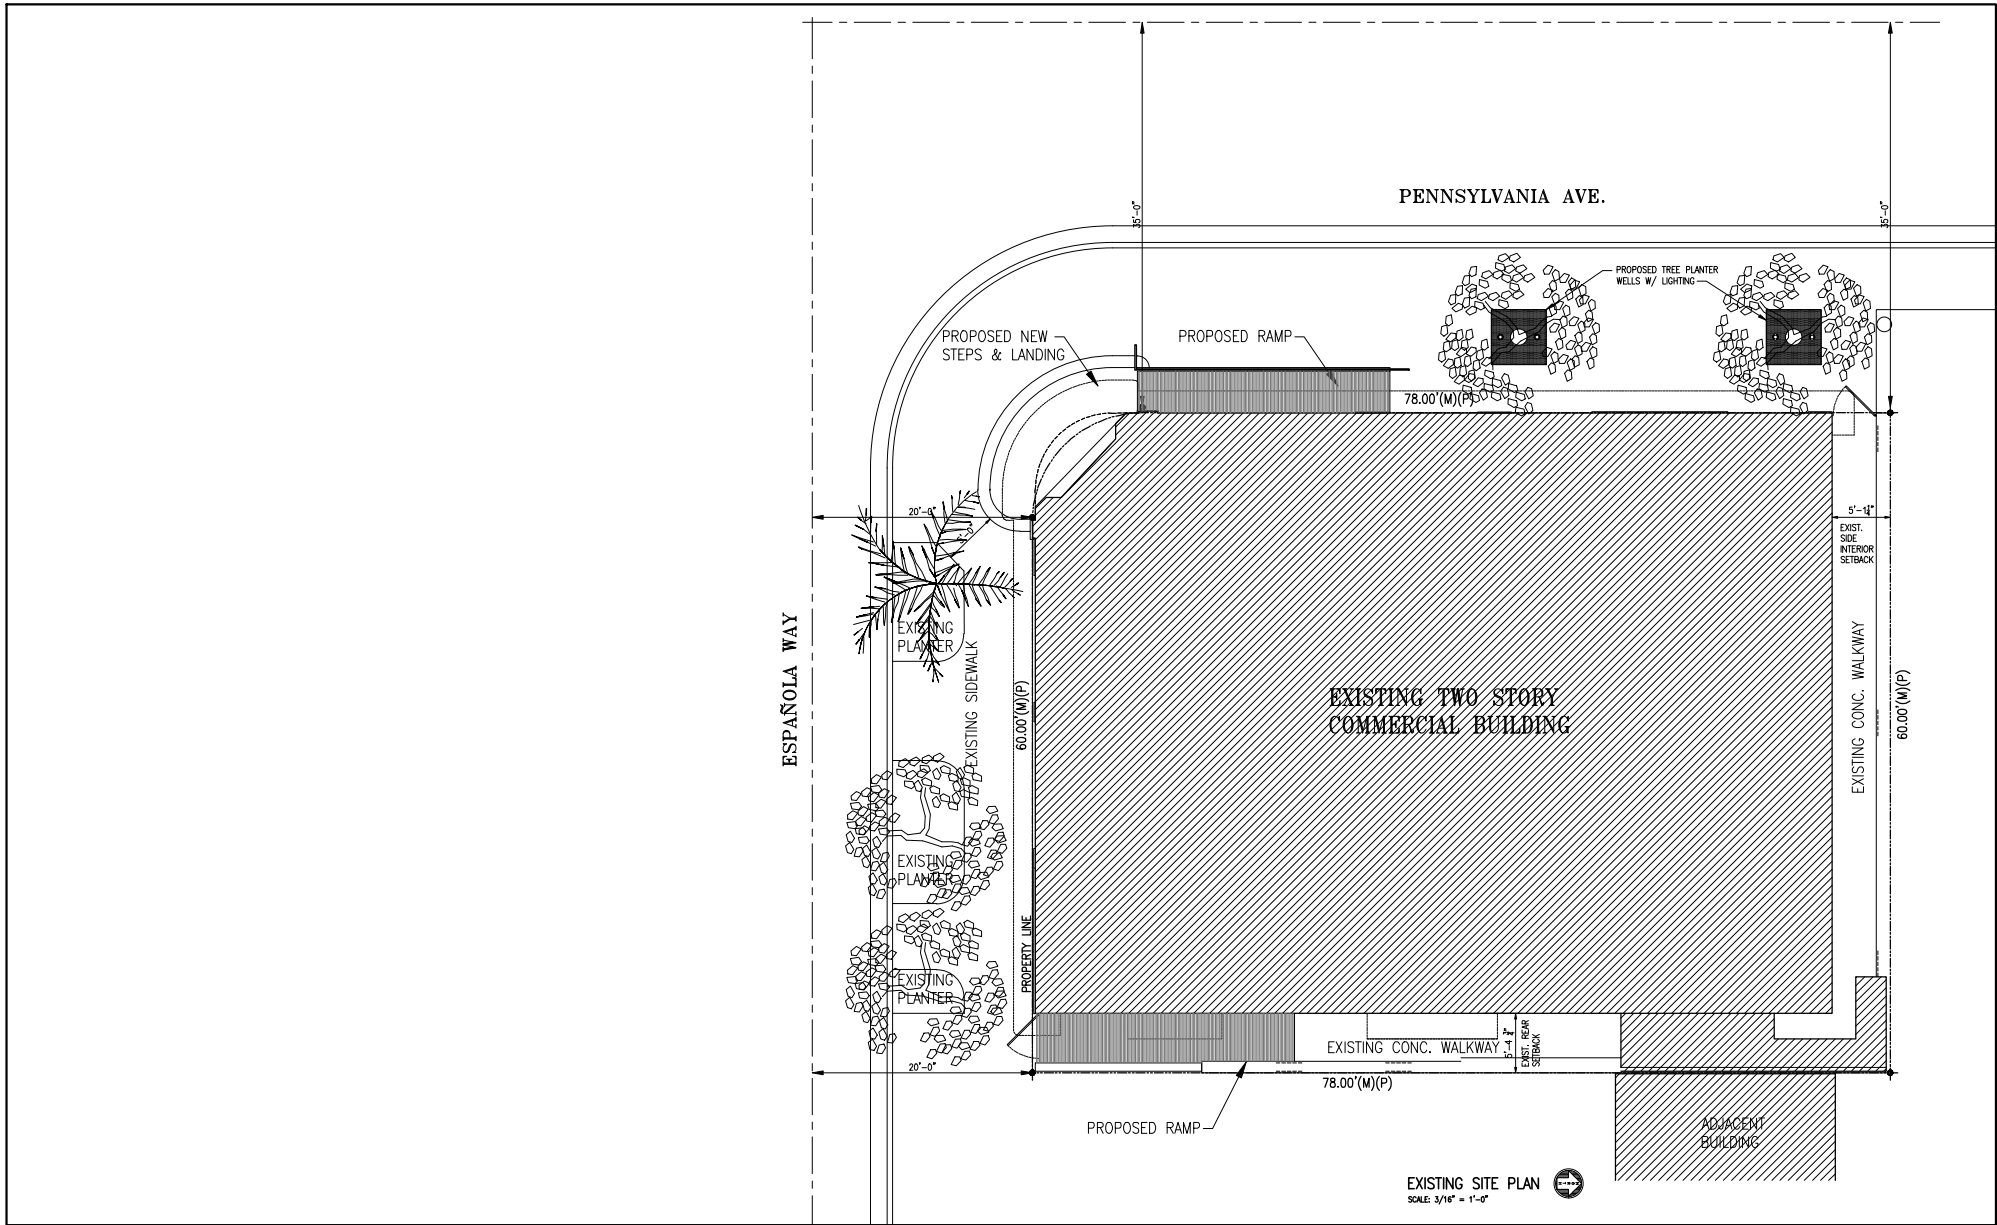 PENNSYLVANIA AVE.
35'-0"
35'-0"
PROPOSED TREE PLANTER
WELLS W/ LIGHTING
PROPOSED NEW
STEPS & LANDING
PROPOSED RAMP
78.00'(M)(P)
20'-0"
5'-1¼"
EXIST.
SIDE
INTERIOR
SETBACK
ESPAÑOLA WAY
EXISTING
PLANTER
EXISTING SIDEWALK
60.00'(M)(P)
EXISTING TWO STORY
COMMERCIAL BUILDING
EXISTING CONC. WALKWAY
60.00'(M)(P)
EXISTING
PLANTER
PROPERTY LINE
EXISTING
PLANTER
EXISTING CONC. WALKWAY
EXIST. REAR
SETBACK
20'-0"
78.00'(M)(P)
PROPOSED RAMP
ADJACENT
BUILDING
EXISTING SITE PLAN
NORTH
SCALE: 3/16" = 1'-0"